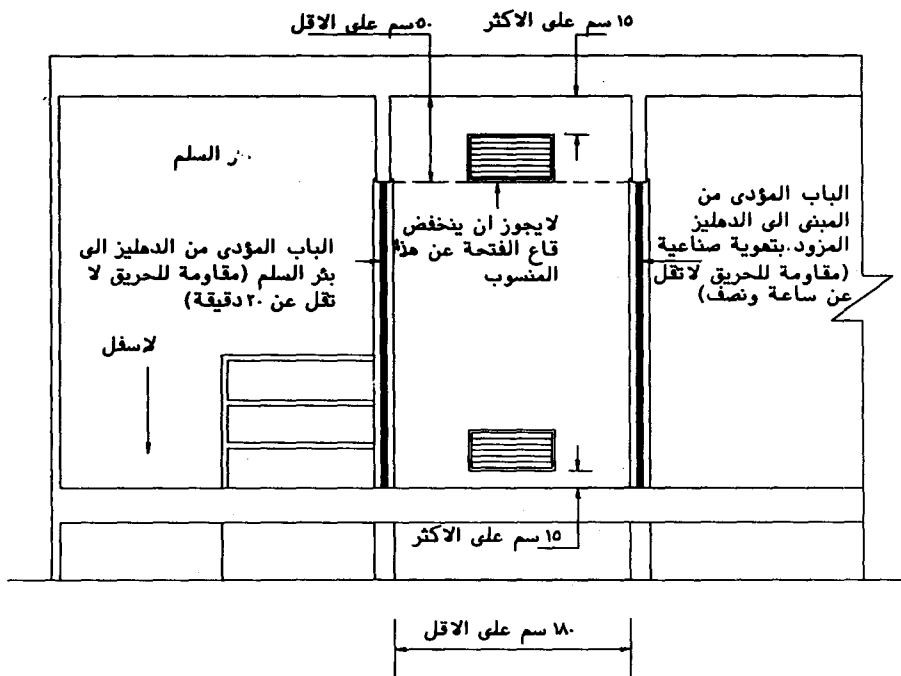 ١٥ سم على الاكثر
٥٠ سم على الاقل
السلم
الباب المؤدى من
المبنى الى الدهليز
المزود.بتهوية صناعية
(مقاومة للحريق لاتقل
عن ساعة ونصف)
لايجوز ان ينخفض
قاع الفتحة عن هذا
المنسوب
الباب المؤدى من الدهليز الى
بئر السلم (مقاومة للحريق لا
تقل عن ٢٠ دقيقة)
لاسفل
١٥ سم على الاكثر
١٨٠ سم على الاقل